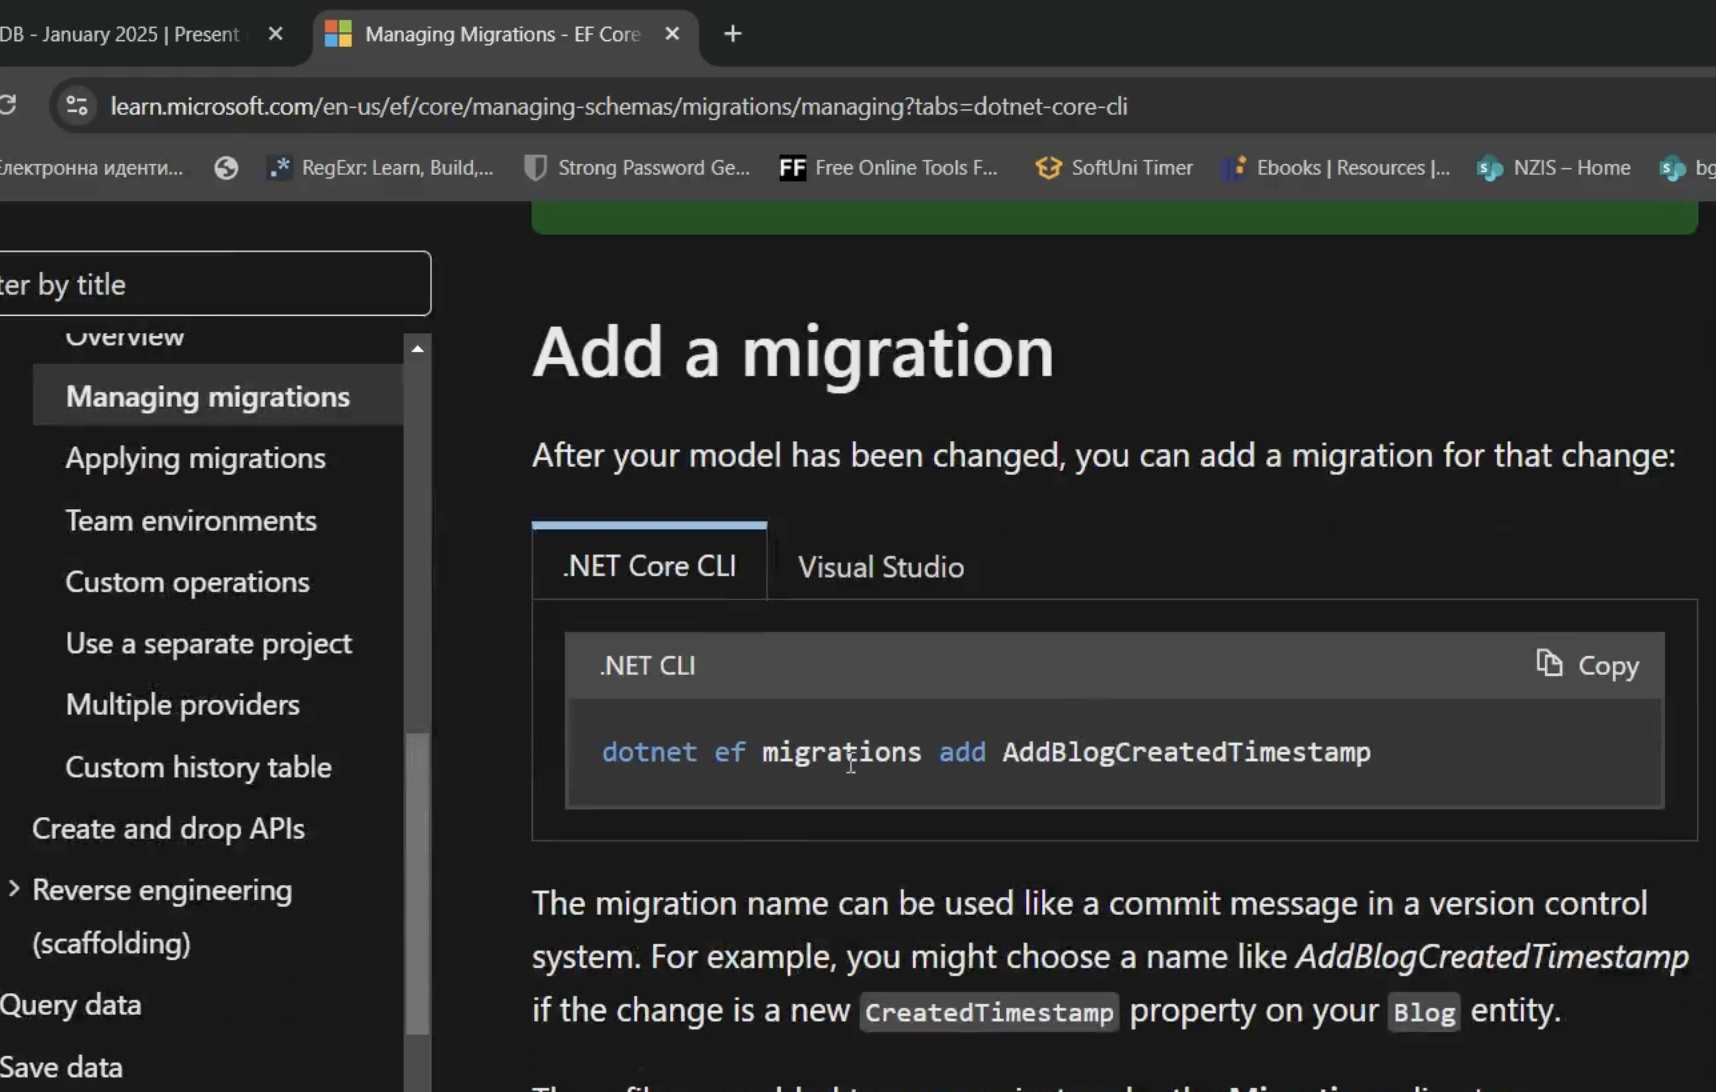 DB - January 2025 | Present
Managing Migrations - EF Core
learn.microsoft.com/en-us/ef/core/managing-schemas/migrations/managing?tabs=dotnet-core-cli
Електронна иденти...
RegExr: Learn, Build,...
Strong Password Ge...
FF Free Online Tools F...
SoftUni Timer
Ebooks | Resources |...
NZIS – Home
bg
ter by title
Overview
Managing migrations
Applying migrations
Team environments
Custom operations
Use a separate project
Multiple providers
Custom history table
Create and drop APIs
Reverse engineering
(scaffolding)
Query data
Save data
Add a migration
After your model has been changed, you can add a migration for that change:
.NET Core CLI
Visual Studio
.NET CLI
Copy
dotnet ef migrations add AddBlogCreatedTimestamp
The migration name can be used like a commit message in a version control
system. For example, you might choose a name like AddBlogCreatedTimestamp
if the change is a new CreatedTimestamp property on your Blog entity.